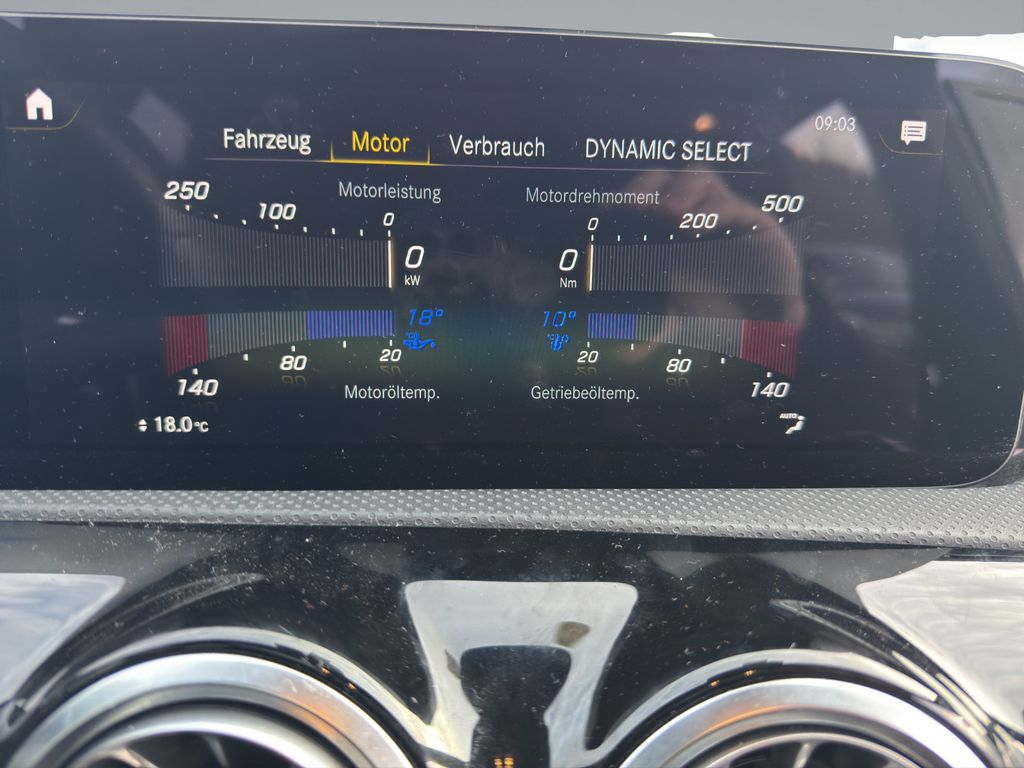 09:03
Fahrzeug Motor Verbrauch DYNAMIC SELECT
Motorleistung Motordrehmoment
250 100 0 0 200 500
0 kW 0 Nm
18° 10°
140 80 20 20 80 140
Motoröltemp. Getriebeöltemp.
18.0°C AUTO